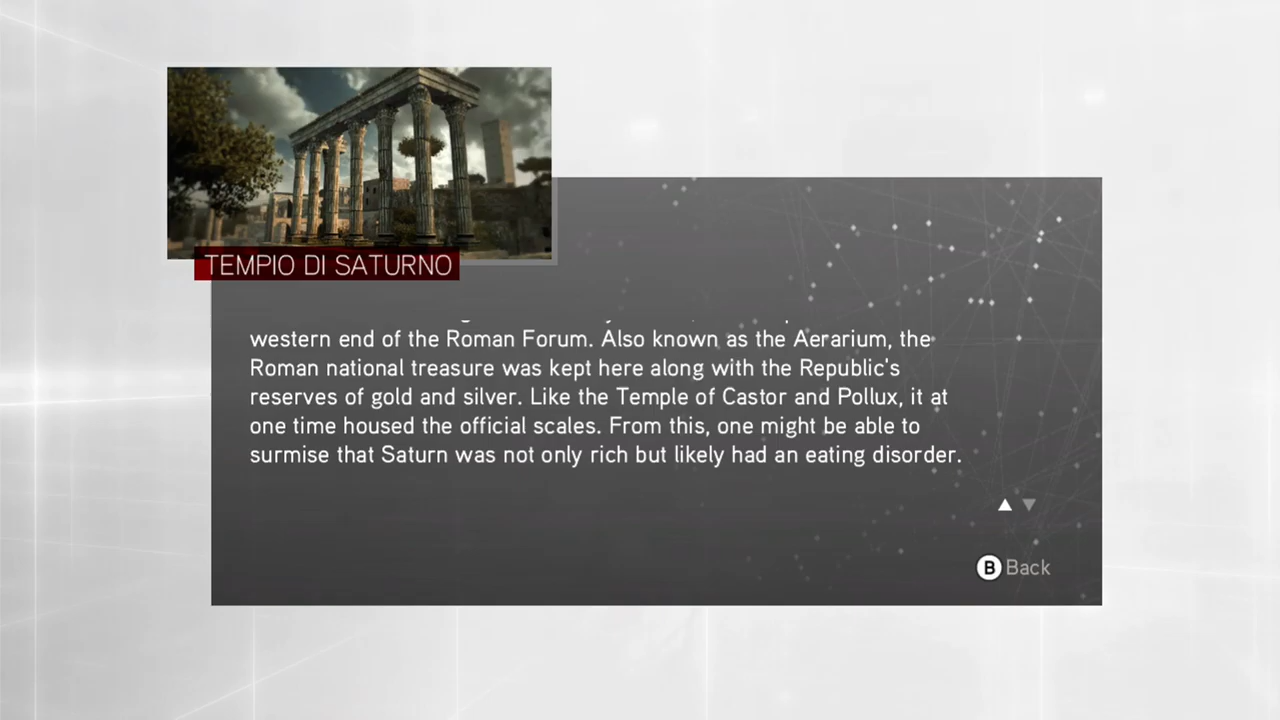 TEMPIO DI SATURNO
western end of the Roman Forum. Also known as the Aerarium, the
Roman national treasure was kept here along with the Republic's
reserves of gold and silver. Like the Temple of Castor and Pollux, it at
one time housed the official scales. From this, one might be able to
surmise that Saturn was not only rich but likely had an eating disorder.
B Back